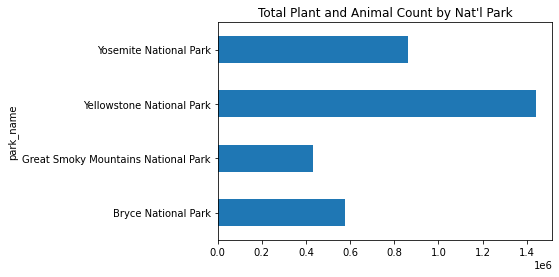 Total Plant and Animal Count by Nat'l Park
park_name
Yosemite National Park
Yellowstone National Park
Great Smoky Mountains National Park
Bryce National Park
0.0 0.2 0.4 0.6 0.8 1.0 1.2 1.4
1e6